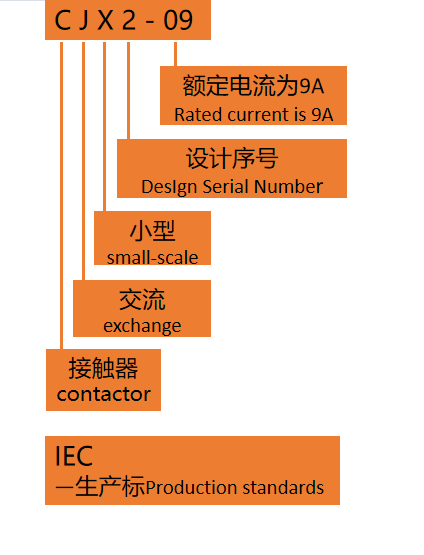 C J X 2 - 09
额定电流为9A
Rated current is 9A
设计序号
DesIgn Serial Number
小型
small-scale
交流
exchange
接触器
contactor
IEC
一生产标Production standards